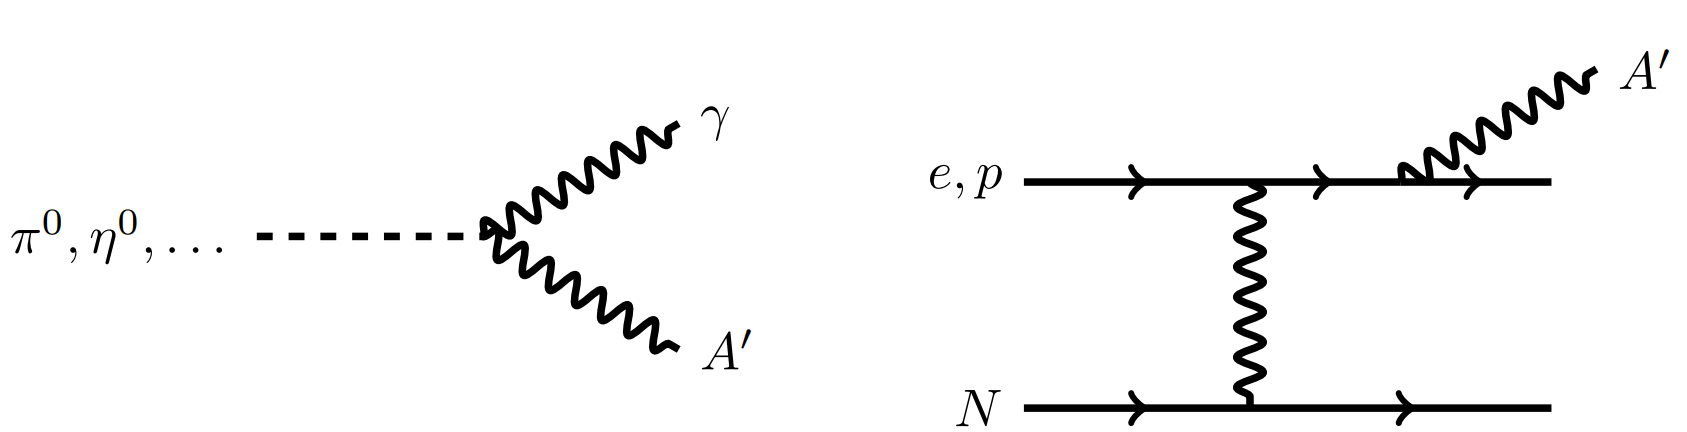 γ
π⁰, η⁰, ...
A′
A′
e, p
N